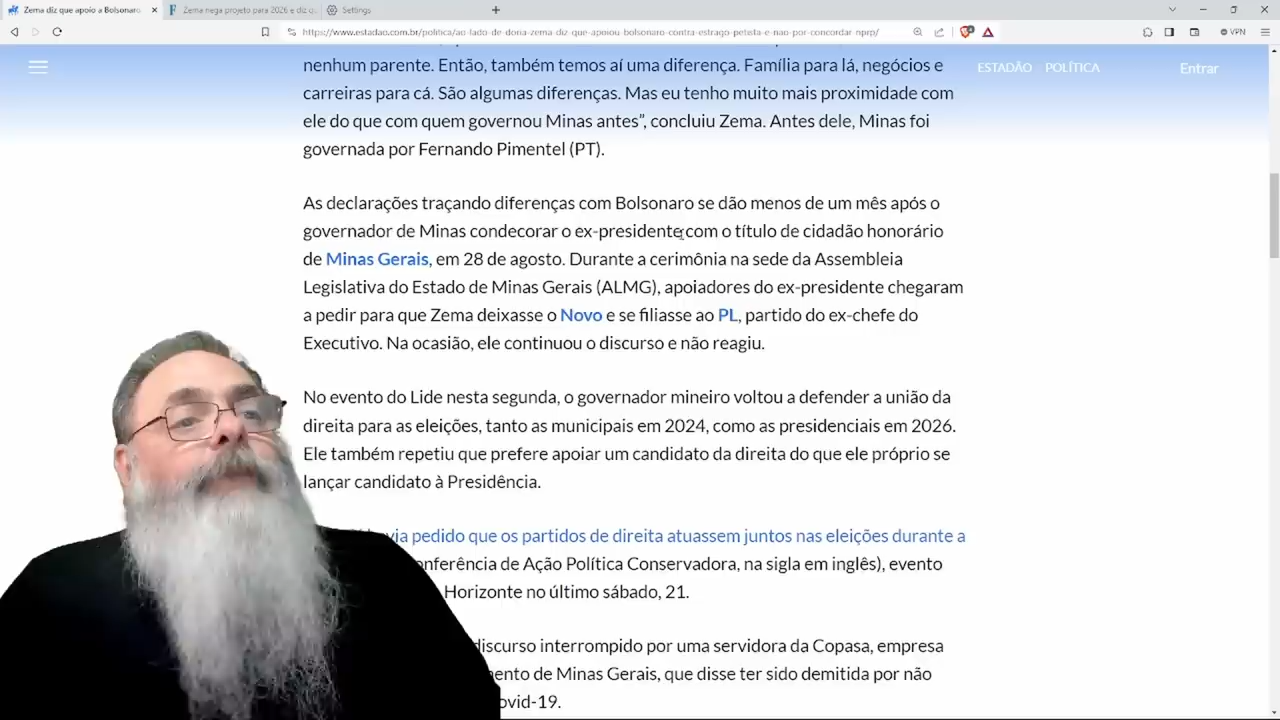 Zema diz que apoio a Bolsonaro
Zema nega projeto para 2026 e diz q
Settings
https://www.estadao.com.br/politica/ao-lado-de-doria-zema-diz-que-apoiou-bolsonaro-contra-estrago-petista-e-nao-por-concordar-nprp/
VPN
ESTADÃO POLÍTICA
Entrar
nenhum parente. Então, também temos aí uma diferença. Família para lá, negócios e
carreiras para cá. São algumas diferenças. Mas eu tenho muito mais proximidade com
ele do que com quem governou Minas antes”, concluiu Zema. Antes dele, Minas foi
governada por Fernando Pimentel (PT).
As declarações traçando diferenças com Bolsonaro se dão menos de um mês após o
governador de Minas condecorar o ex-presidente com o título de cidadão honorário
de Minas Gerais, em 28 de agosto. Durante a cerimônia na sede da Assembleia
Legislativa do Estado de Minas Gerais (ALMG), apoiadores do ex-presidente chegaram
a pedir para que Zema deixasse o Novo e se filiasse ao PL, partido do ex-chefe do
Executivo. Na ocasião, ele continuou o discurso e não reagiu.
No evento do Lide nesta segunda, o governador mineiro voltou a defender a união da
direita para as eleições, tanto as municipais em 2024, como as presidenciais em 2026.
Ele também repetiu que prefere apoiar um candidato da direita do que ele próprio se
lançar candidato à Presidência.
pedido que os partidos de direita atuassem juntos nas eleições durante a
onferência de Ação Política Conservadora, na sigla em inglês), evento
Horizonte no último sábado, 21.
discurso interrompido por uma servidora da Copasa, empresa
ento de Minas Gerais, que disse ter sido demitida por não
ovid-19.